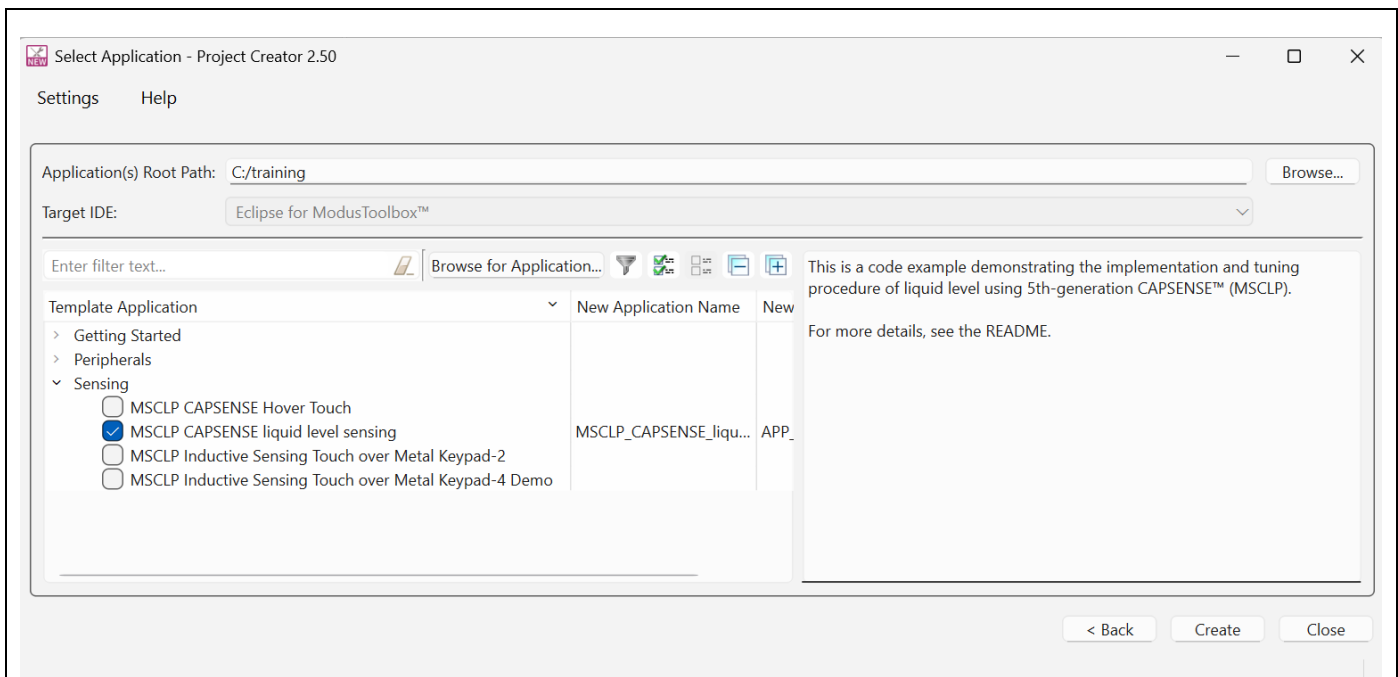 NEW Select Application - Project Creator 2.50
Settings Help
Application(s) Root Path: C:/training Browse...
Target IDE: Eclipse for ModusToolbox™
Enter filter text... Browse for Application...
Template Application New Application Name New
Getting Started
Peripherals
Sensing
MSCLP CAPSENSE Hover Touch
MSCLP CAPSENSE liquid level sensing MSCLP_CAPSENSE_liqu... APP_
MSCLP Inductive Sensing Touch over Metal Keypad-2
MSCLP Inductive Sensing Touch over Metal Keypad-4 Demo
This is a code example demonstrating the implementation and tuning
procedure of liquid level using 5th-generation CAPSENSE™ (MSCLP).
For more details, see the README.
< Back Create Close